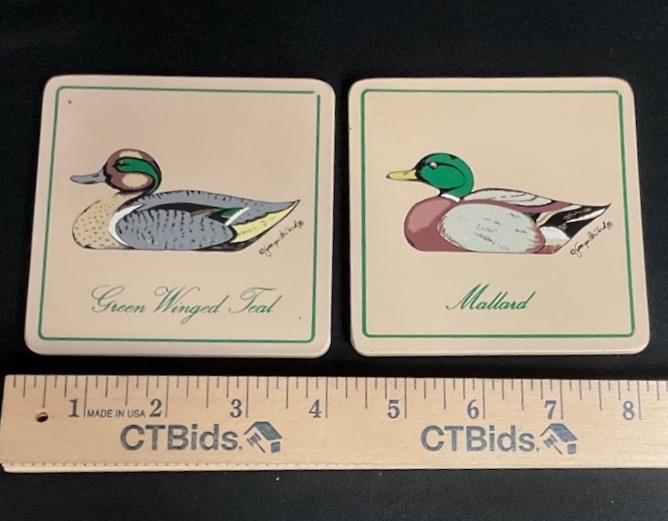 Green Winged Teal
Mallard
1 MADE IN USA 2 3 4 5 6 7 8
CTBids. CTBids.